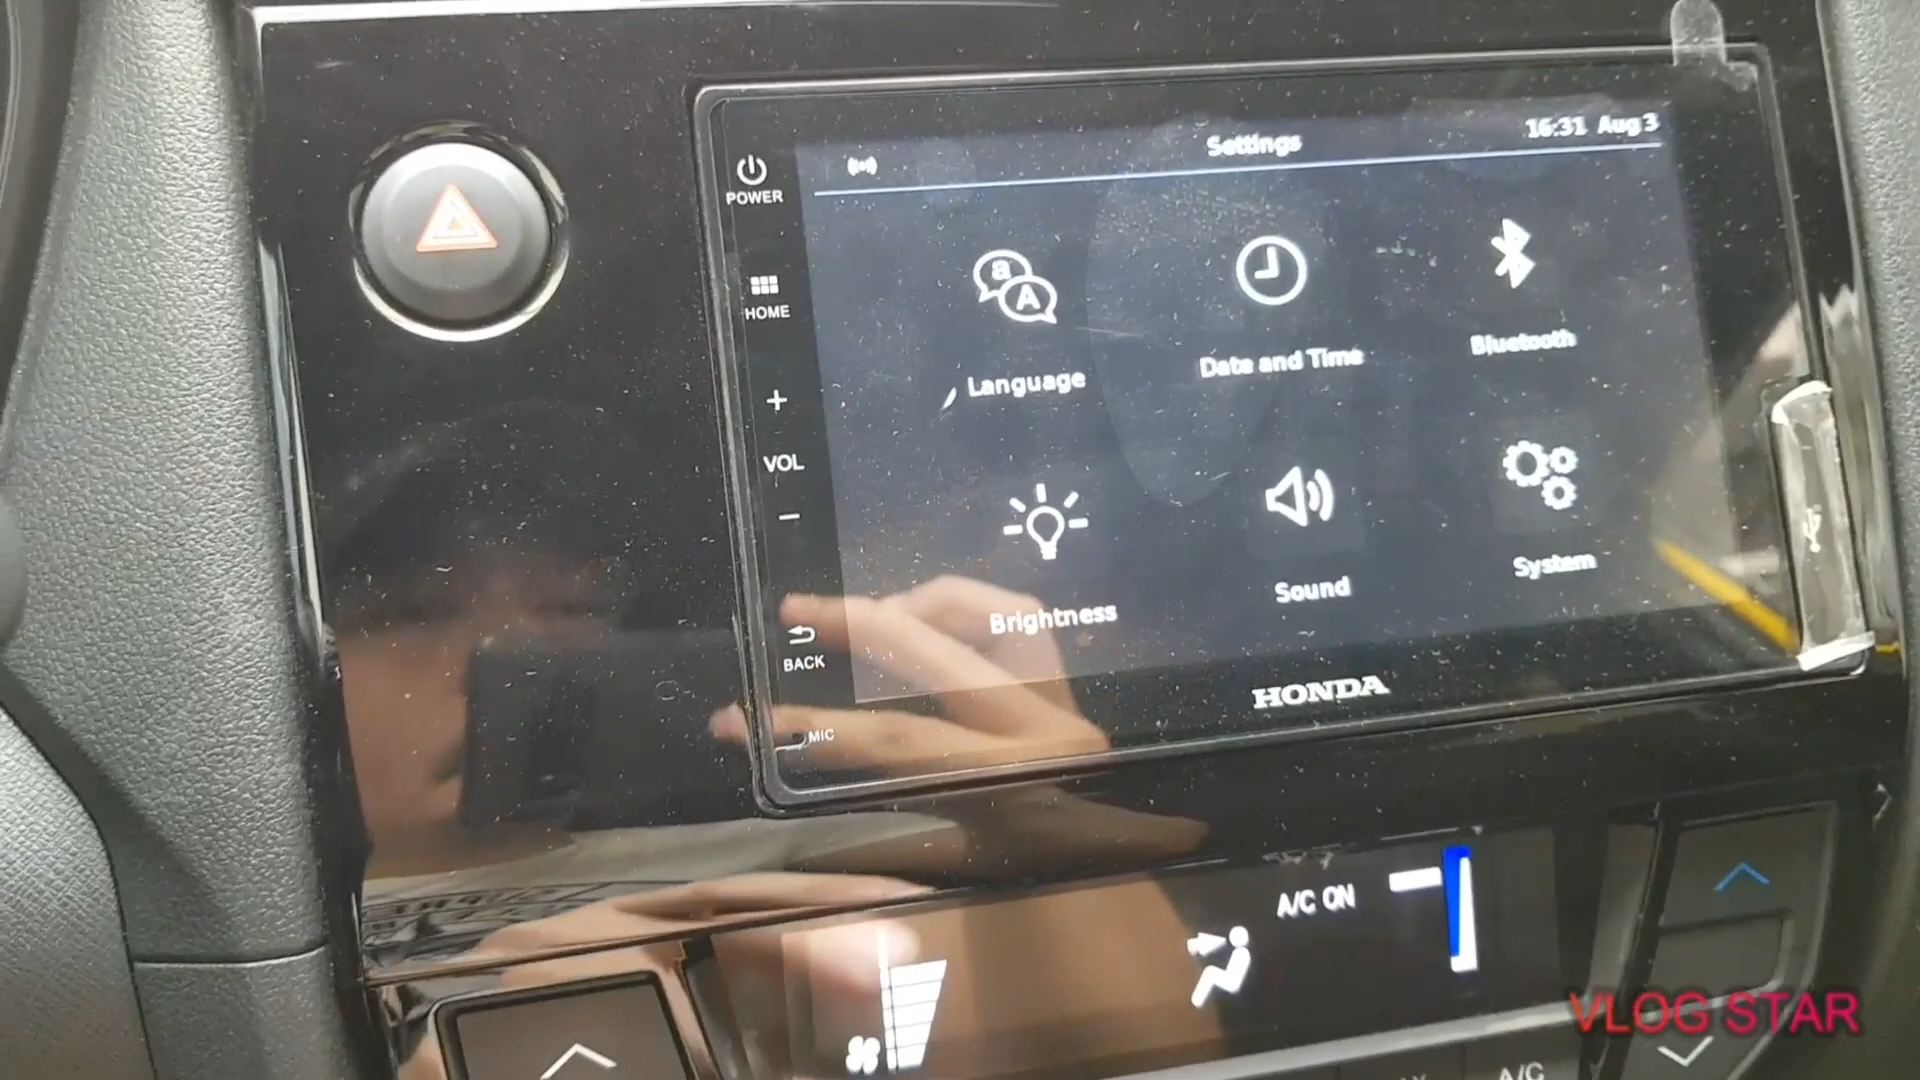 Settings
16:31 Aug 3
POWER
HOME
+
VOL
−
BACK
MIC
Language
Date and Time
Bluetooth
Brightness
Sound
System
HONDA
A/C ON
A/C
VLOG STAR